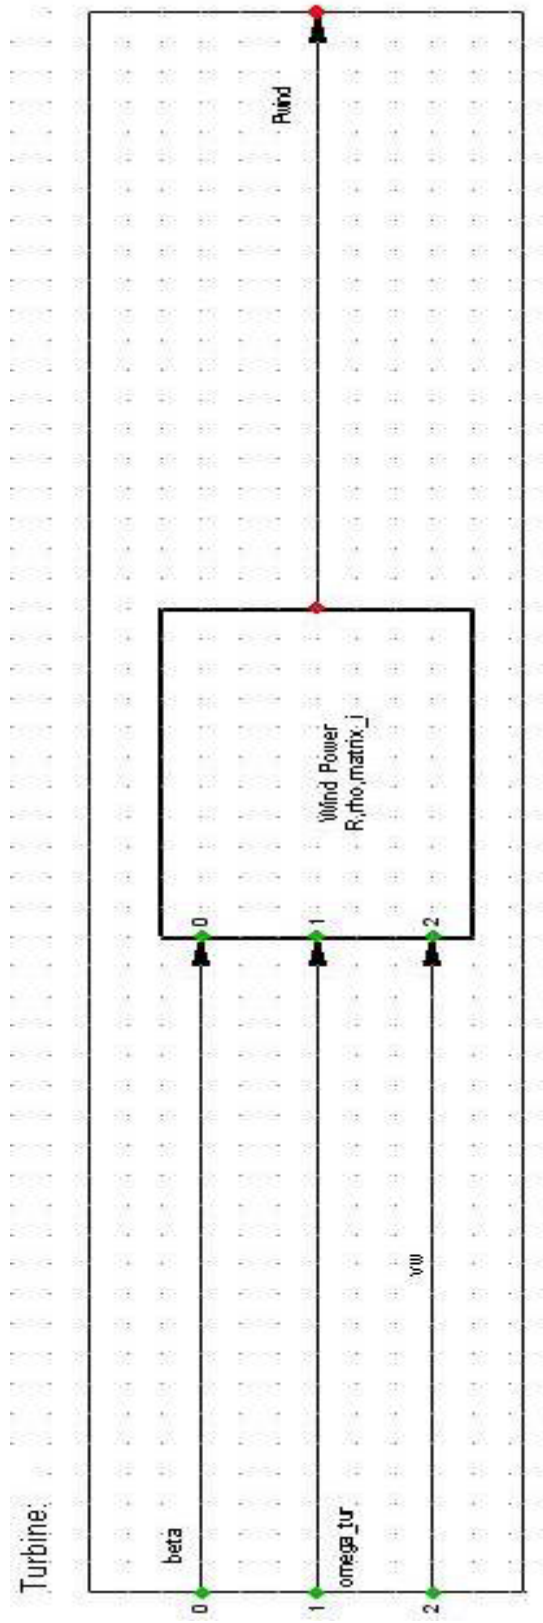 Turbine:
0
beta
1
omega_tur
2
vw
0
1
2
Wind Power
R,rho,matrix_i
Pwind